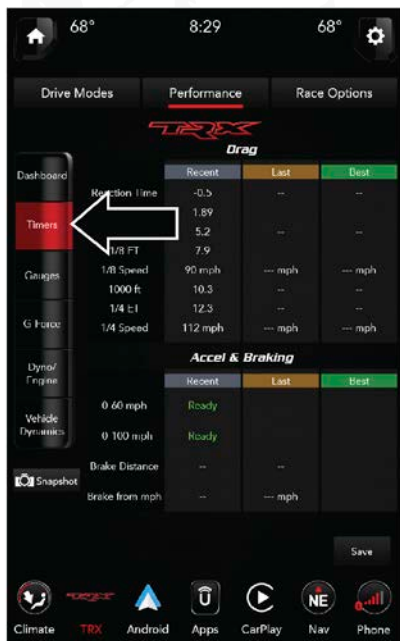 68° 8:29 68°
Drive Modes Performance Race Options
TRX
Drag
Dashboard Recent Last Best
Reaction Time -0.5 -- --
Timers 1.89
5.2 -- --
1/8 ET 7.9 -- --
Gauges 1/8 Speed 90 mph --- mph --- mph
1000 ft 10.3 -- --
G Force 1/4 ET 12.3 -- --
1/4 Speed 112 mph --- mph --- mph
Accel & Braking
Dyno/
Engine Recent Last Best
0-60 mph Ready
Vehicle
Dynamics 0-100 mph Ready
Brake Distance -- --
Snapshot
Brake from mph -- --- mph
Save
NE
Climate TRX Android Apps CarPlay Nav Phone